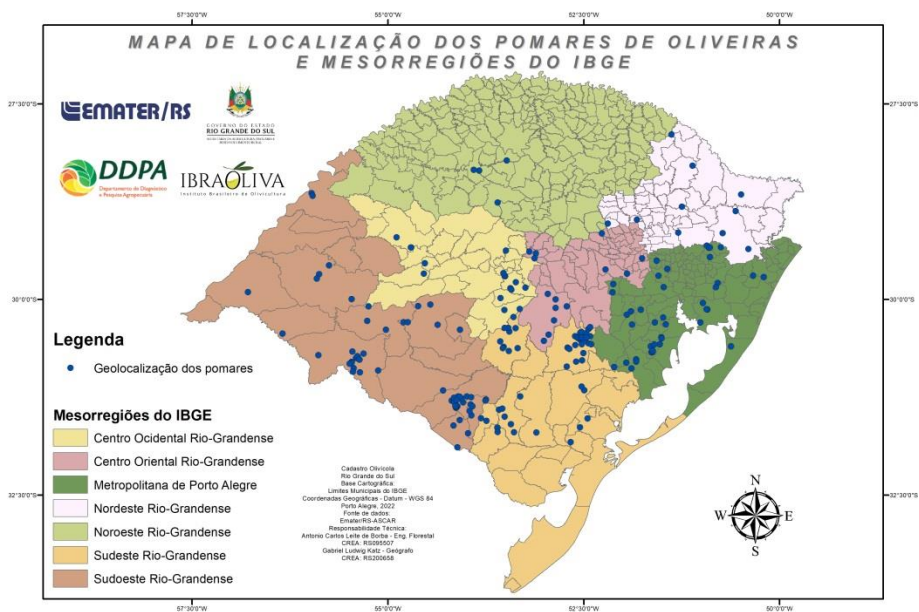 57°30'0"W 55°0'0"W 52°30'0"W 50°0'0"W
MAPA DE LOCALIZAÇÃO DOS POMARES DE OLIVEIRAS
E MESORREGIÕES DO IBGE
27°30'0"S 27°30'0"S
EMATER/RS
GOVERNO DO ESTADO
RIO GRANDE DO SUL
DDPA
Departamento de Diagnóstico
e Pesquisa Agropecuária
IBRAOLIVA
Instituto Brasileiro de Olivicultura
30°0'0"S 30°0'0"S
Legenda
Geolocalização dos pomares
Mesorregiões do IBGE
Centro Ocidental Rio-Grandense
Centro Oriental Rio-Grandense
Metropolitana de Porto Alegre
Nordeste Rio-Grandense
Noroeste Rio-Grandense
Sudeste Rio-Grandense
Sudoeste Rio-Grandense
Cadastro Olivícola
Rio Grande do Sul
Base Cartográfica:
Limites Municipais do IBGE
Coordenadas Geográficas - Datum - WGS 84
Porto Alegre, 2022
Fonte de dados:
Emater/RS-ASCAR
Responsabilidade Técnica:
Antonio Carlos Leite de Borba - Eng. Florestal
CREA: RS095507
Gabriel Ludwig Katz - Geógrafo
CREA: RS200658
32°30'0"S 32°30'0"S
N
W E
S
57°30'0"W 55°0'0"W 52°30'0"W 50°0'0"W